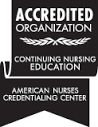 ACCREDITED
ORGANIZATION
CONTINUING NURSING
EDUCATION
AMERICAN NURSES
CREDENTIALING CENTER